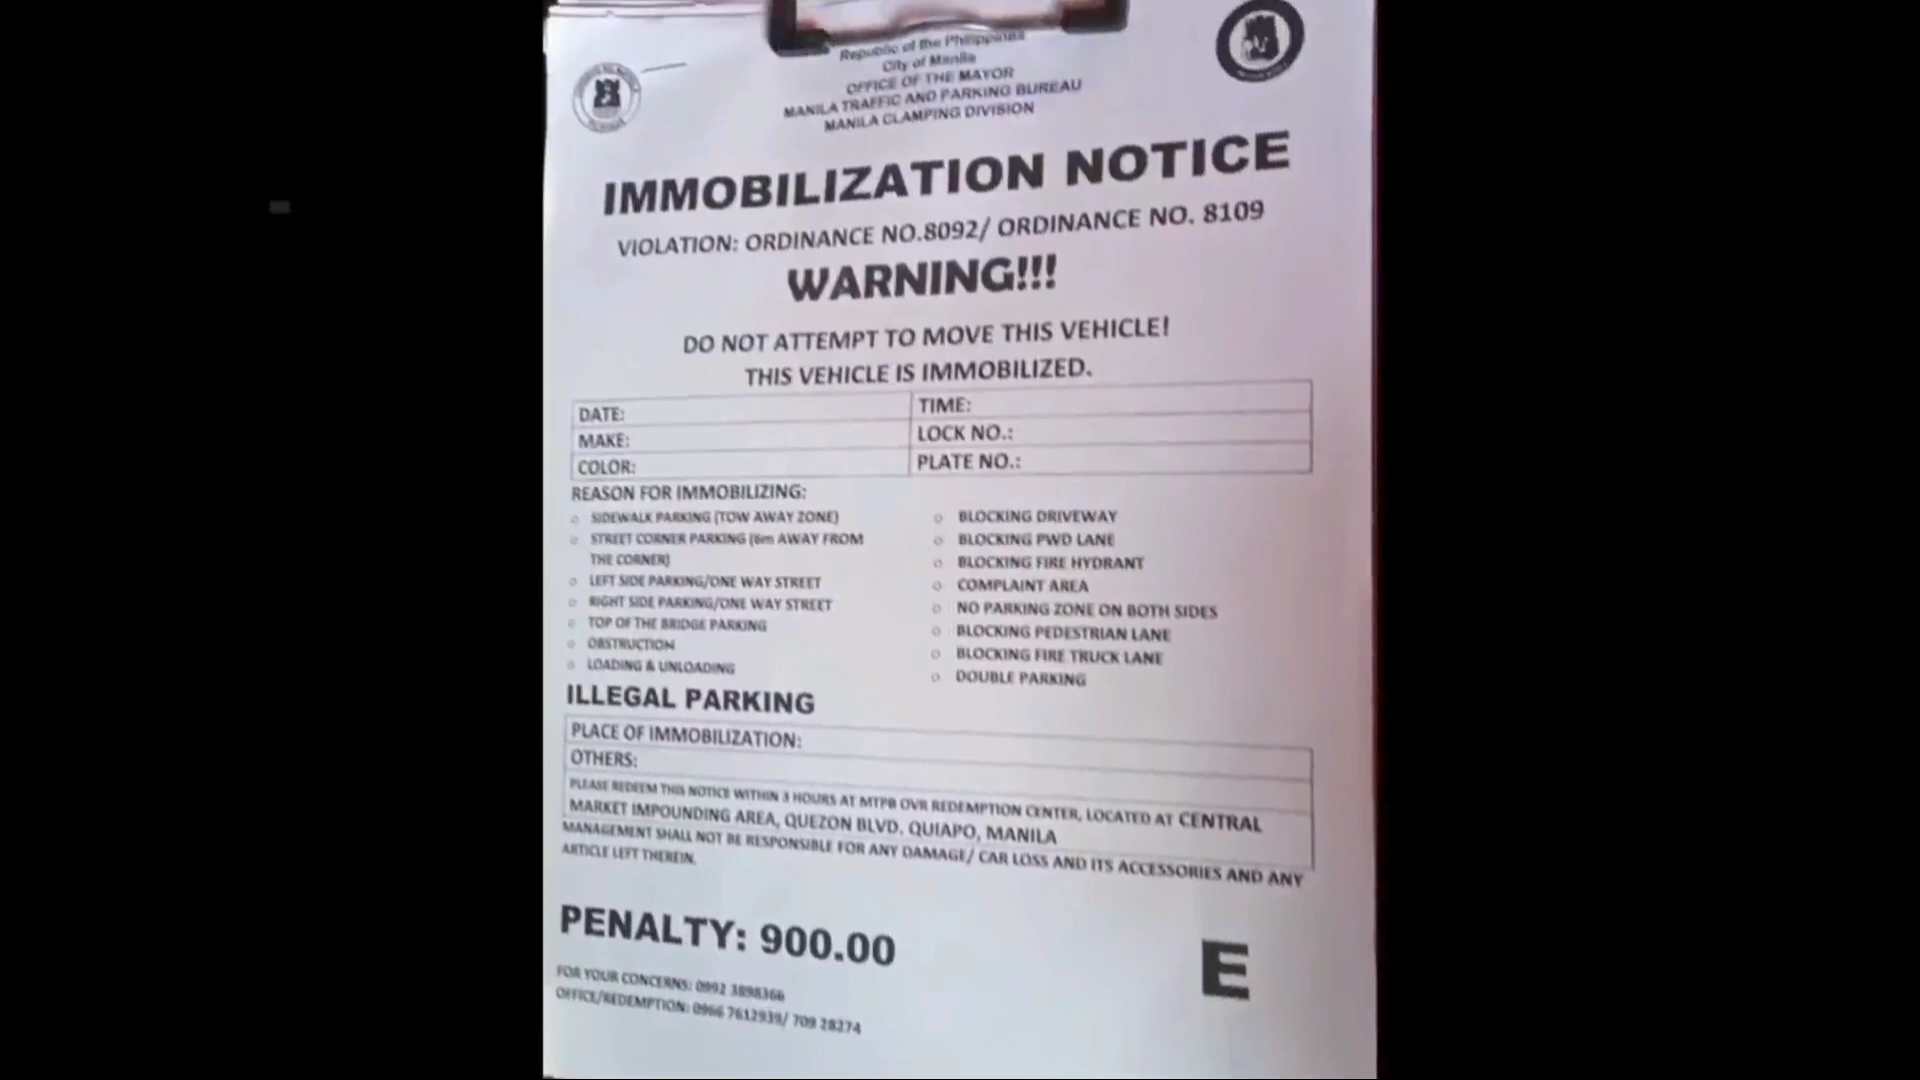 Republic of the Philippines
City of Manila
OFFICE OF THE MAYOR
MANILA TRAFFIC AND PARKING BUREAU
MANILA CLAMPING DIVISION
IMMOBILIZATION NOTICE
VIOLATION: ORDINANCE NO.8092/ ORDINANCE NO. 8109
WARNING!!!
DO NOT ATTEMPT TO MOVE THIS VEHICLE!
THIS VEHICLE IS IMMOBILIZED.
DATE: TIME:
MAKE: LOCK NO.:
COLOR: PLATE NO.:
REASON FOR IMMOBILIZING:
SIDEWALK PARKING (TOW AWAY ZONE)
STREET CORNER PARKING (6m AWAY FROM
THE CORNER)
LEFT SIDE PARKING/ONE WAY STREET
RIGHT SIDE PARKING/ONE WAY STREET
TOP OF THE BRIDGE PARKING
OBSTRUCTION
LOADING & UNLOADING
BLOCKING DRIVEWAY
BLOCKING PWD LANE
BLOCKING FIRE HYDRANT
COMPLAINT AREA
NO PARKING ZONE ON BOTH SIDES
BLOCKING PEDESTRIAN LANE
BLOCKING FIRE TRUCK LANE
DOUBLE PARKING
ILLEGAL PARKING
PLACE OF IMMOBILIZATION:
OTHERS:
PLEASE REDEEM THIS NOTICE WITHIN 3 HOURS AT MTPB OVR REDEMPTION CENTER, LOCATED AT CENTRAL
MARKET IMPOUNDING AREA, QUEZON BLVD. QUIAPO, MANILA
MANAGEMENT SHALL NOT BE RESPONSIBLE FOR ANY DAMAGE/ CAR LOSS AND ITS ACCESSORIES AND ANY
ARTICLE LEFT THEREIN.
PENALTY: 900.00
E
FOR YOUR CONCERNS: 0992 3898366
OFFICE/REDEMPTION: 0966 7612939/ 709 28274